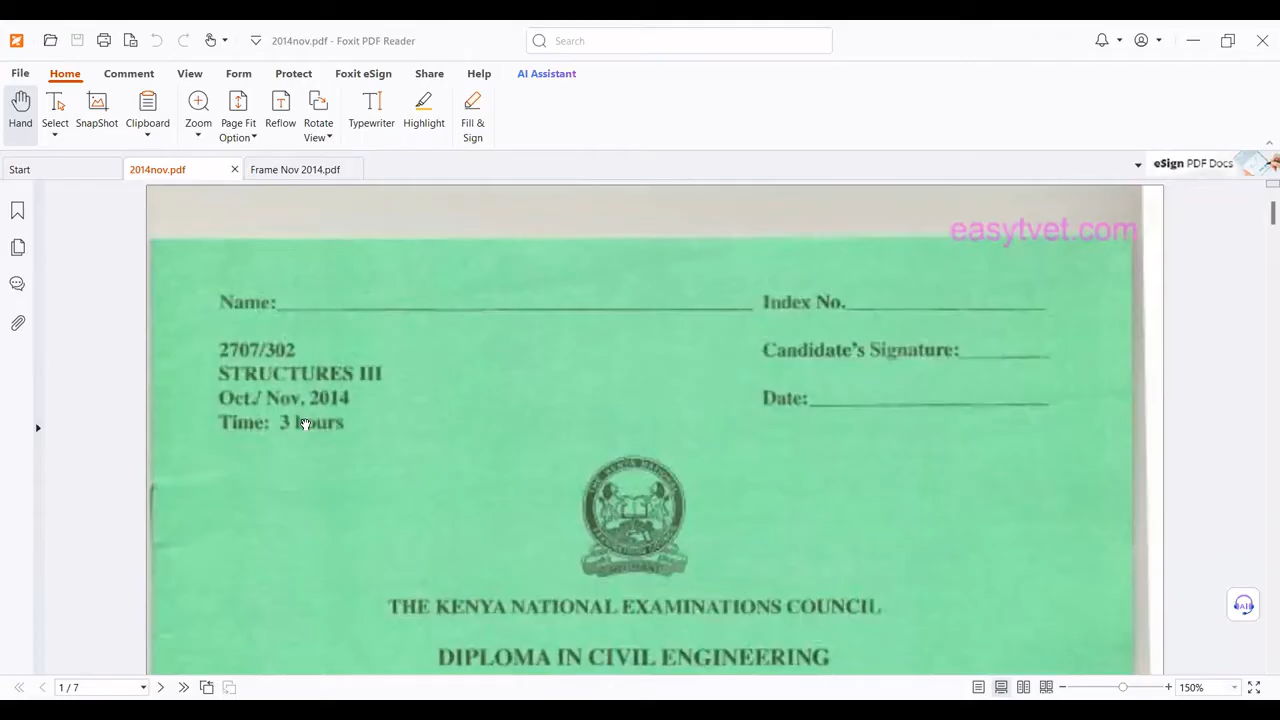 2014nov.pdf - Foxit PDF Reader
Search
File
Home
Comment
View
Form
Protect
Foxit eSign
Share
Help
AI Assistant
Hand
Select
SnapShot
Clipboard
Zoom
Page Fit
Option
Reflow
Rotate
View
Typewriter
Highlight
Fill &
Sign
Start
2014nov.pdf
Frame Nov 2014.pdf
eSign PDF Docs
easytvet.com
Name:
Index No.
2707/302
STRUCTURES III
Oct./ Nov. 2014
Time: 3 hours
Candidate's Signature:
Date:
THE KENYA NATIONAL EXAMINATIONS COUNCIL
DIPLOMA IN CIVIL ENGINEERING
1 / 7
150%